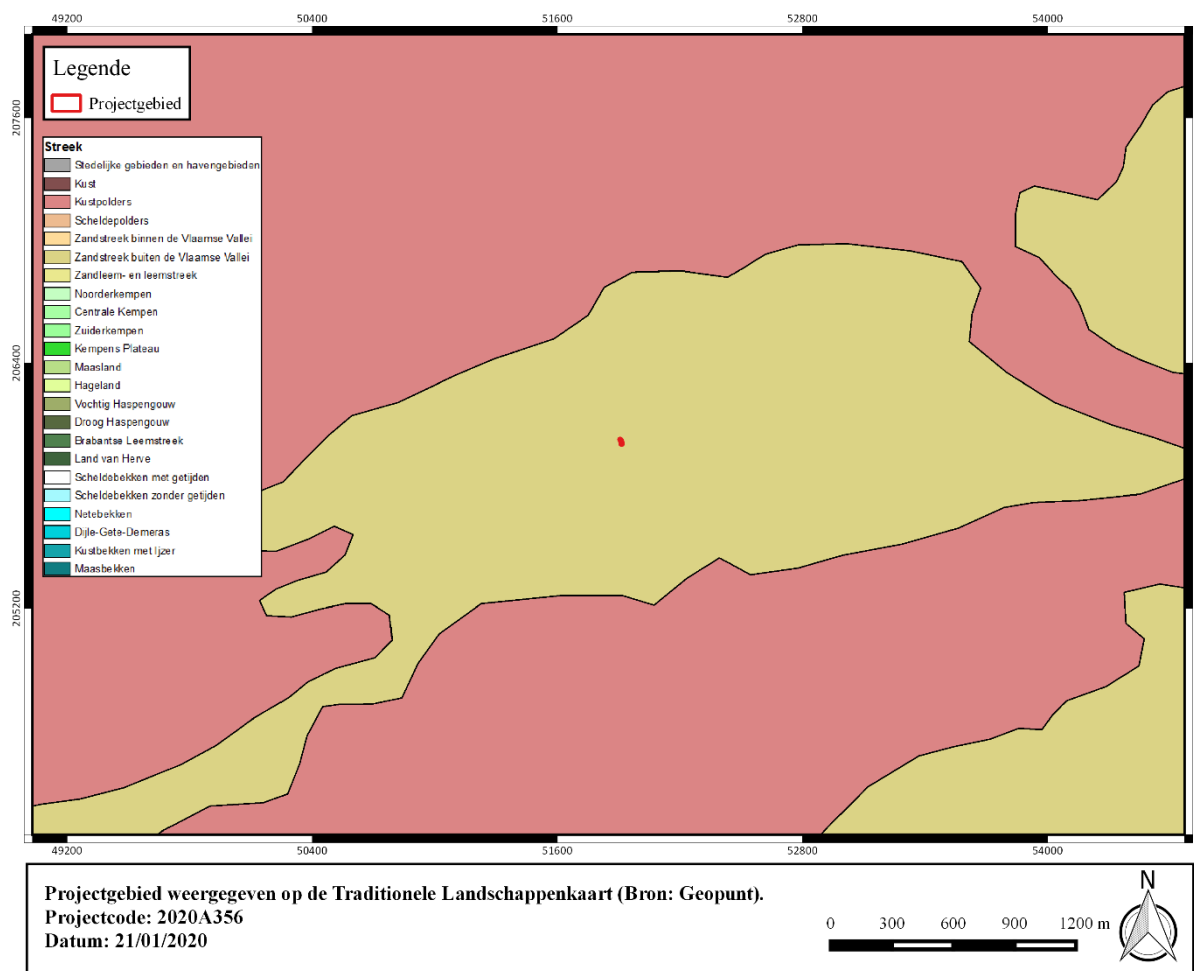 49200 50400 51600 52800 54000
Legende
Projectgebied
207600
Streek
Stedelijke gebieden en havengebieden
Kust
Kustpolders
Scheldepolders
Zandstreek binnen de Vlaamse Vallei
Zandstreek buiten de Vlaamse Vallei
Zandleem- en leemstreek
Noorderkempen
Centrale Kempen
Zuiderkempen
Kempens Plateau
Maasland
Hageland
Vochtig Haspengouw
Droog Haspengouw
Brabantse Leemstreek
Land van Herve
Scheldebekken met getijden
Scheldebekken zonder getijden
Netebekken
Dijle-Gete-Demeras
Kustbekken met Ijzer
Maasbekken
206400
205200
49200 50400 51600 52800 54000
Projectgebied weergegeven op de Traditionele Landschappenkaart (Bron: Geopunt).
Projectcode: 2020A356
Datum: 21/01/2020
0 300 600 900 1200 m
N